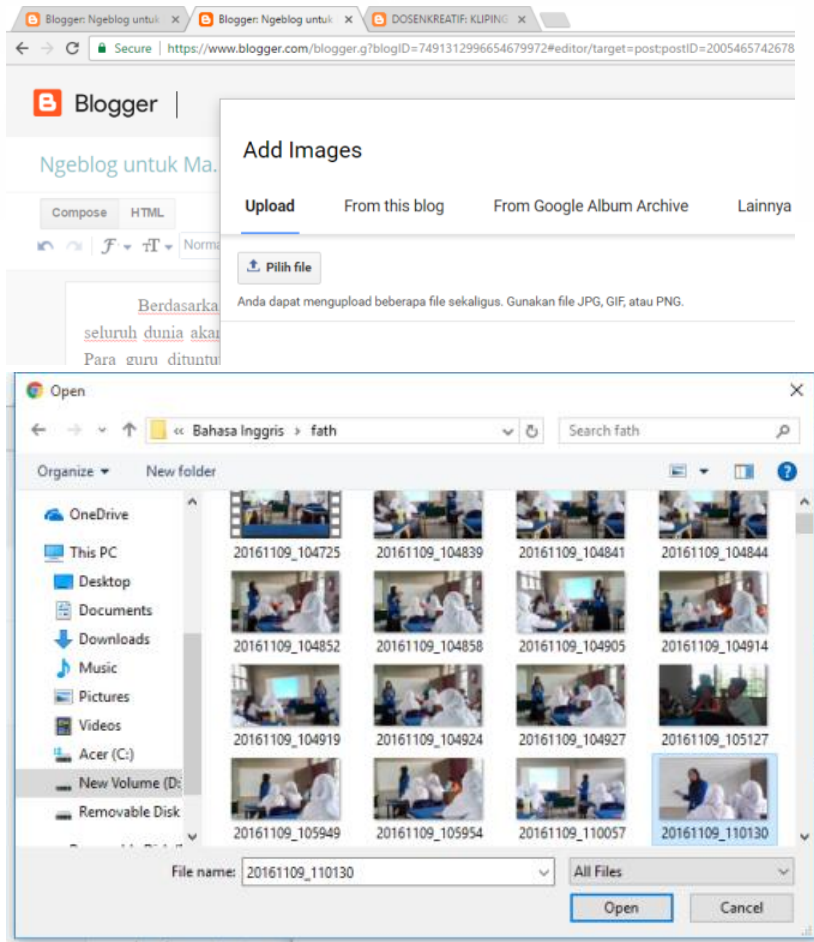 Blogger: Ngeblog untuk
Blogger: Ngeblog untuk
DOSENKREATIF: KLIPING
Secure | https://www.blogger.com/blogger.g?blogID=7491312996654679972#editor/target=post;postID=2005465742678
Blogger
Add Images
Ngeblog untuk Ma.
Upload From this blog From Google Album Archive Lainnya
Compose HTML
Norma
Pilih file
Anda dapat mengupload beberapa file sekaligus. Gunakan file JPG, GIF, atau PNG.
Berdasarka
seluruh dunia akan
Para guru dituntut
Open
« Bahasa Inggris › fath
Search fath
Organize New folder
OneDrive
This PC
Desktop
Documents
Downloads
Music
Pictures
Videos
Acer (C:)
New Volume (D:
Removable Disk
20161109_104725 20161109_104839 20161109_104841 20161109_104844
20161109_104852 20161109_104858 20161109_104905 20161109_104914
20161109_104919 20161109_104924 20161109_104927 20161109_105127
20161109_105949 20161109_105954 20161109_110057 20161109_110130
File name: 20161109_110130
All Files
Open Cancel